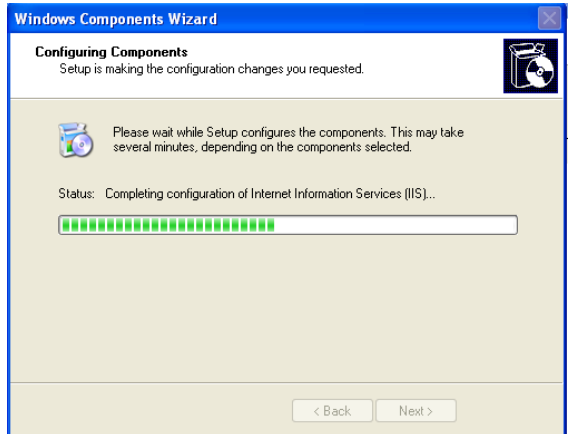 Windows Components Wizard
Configuring Components
Setup is making the configuration changes you requested.
Please wait while Setup configures the components. This may take
several minutes, depending on the components selected.
Status: Completing configuration of Internet Information Services (IIS)...
< Back Next >